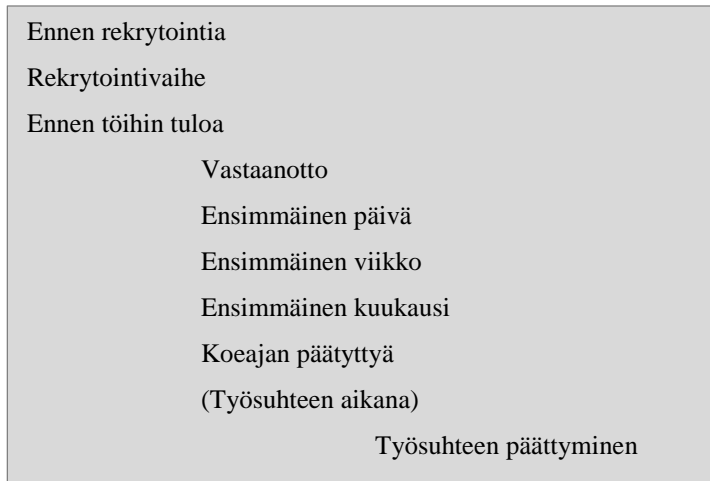 Ennen rekrytointia
Rekrytointivaihe
Ennen töihin tuloa
Vastaanotto
Ensimmäinen päivä
Ensimmäinen viikko
Ensimmäinen kuukausi
Koeajan päätyttyä
(Työsuhteen aikana)
Työsuhteen päättyminen